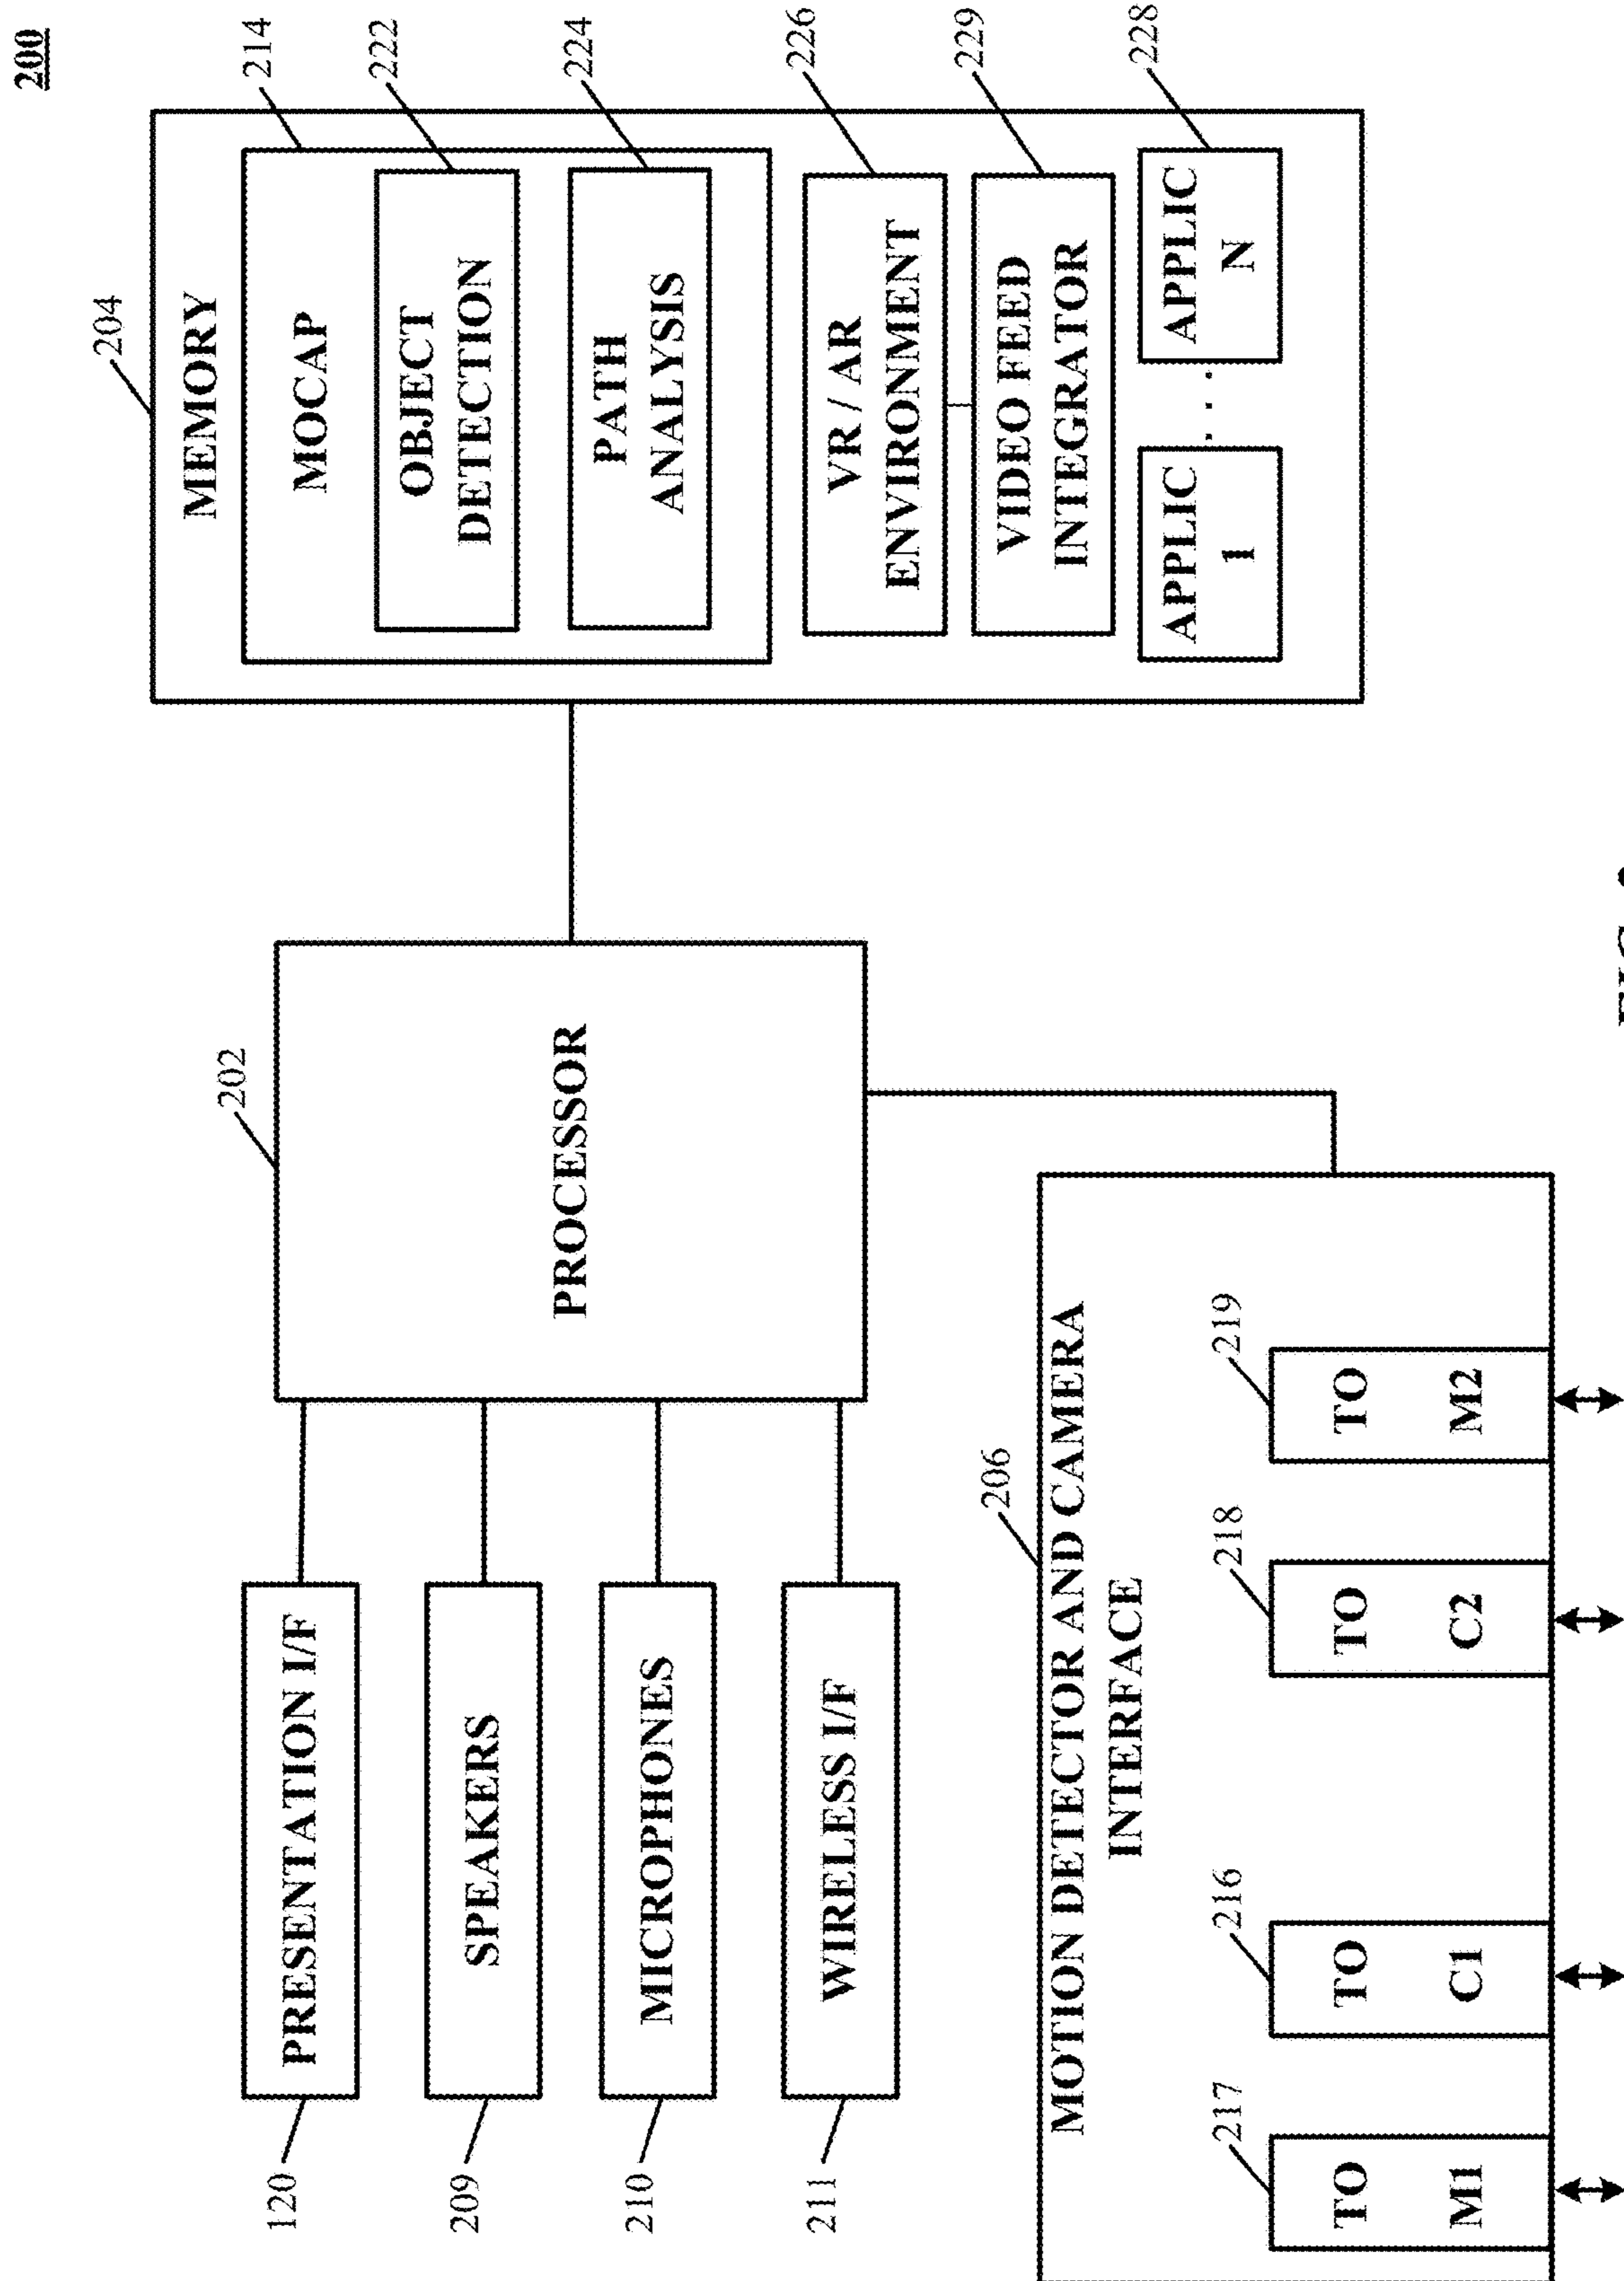 200
120
PRESENTATION I/F
209
SPEAKERS
210
MICROPHONES
211
WIRELESS I/F
202
PROCESSOR
204
MEMORY
214
MOCAP
222
OBJECT
DETECTION
224
PATH
ANALYSIS
226
VR / AR
ENVIRONMENT
229
VIDEO FEED
INTEGRATOR
228
APPLIC
1
. . .
APPLIC
N
206
MOTION DETECTOR AND CAMERA
INTERFACE
217
TO
M1
216
TO
C1
218
TO
C2
219
TO
M2